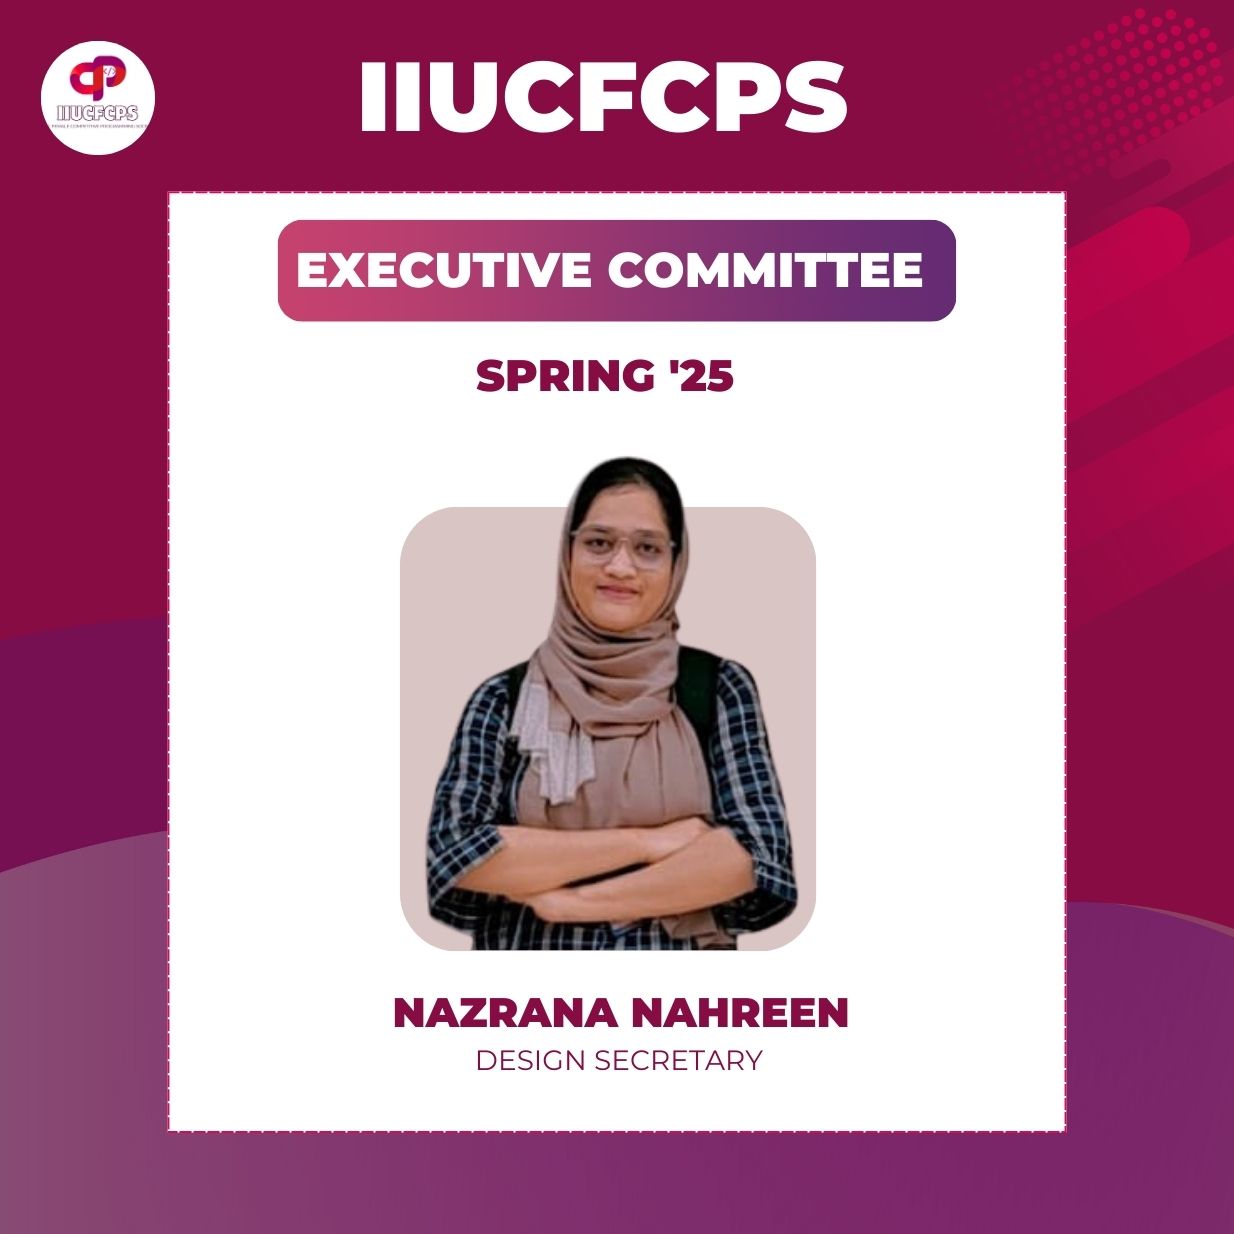 IIUCFCPS
IIUCFCPS
EXECUTIVE COMMITTEE
SPRING '25
NAZRANA NAHREEN
DESIGN SECRETARY